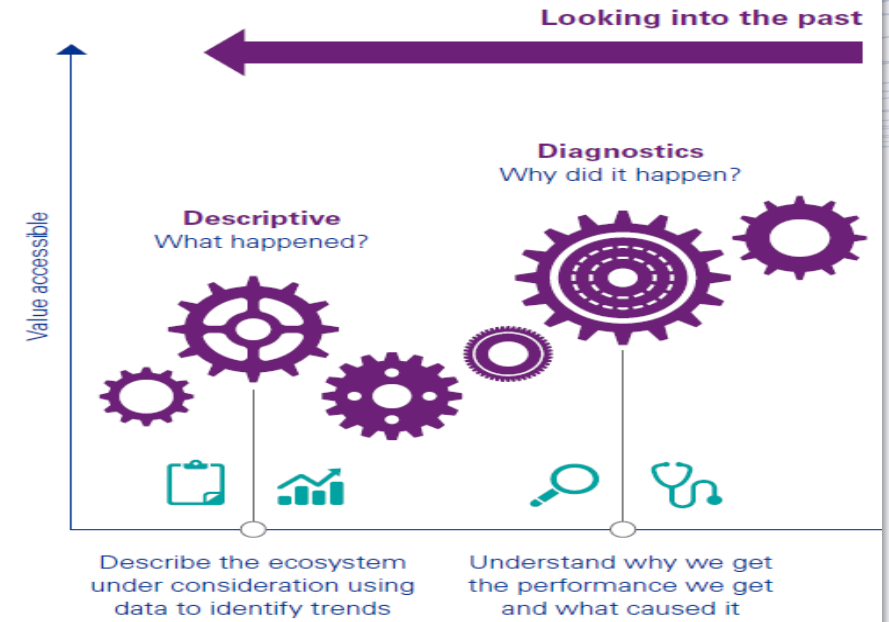 Looking into the past
Diagnostics
Why did it happen?
Descriptive
What happened?
Value accessible
Describe the ecosystem
under consideration using
data to identify trends
Understand why we get
the performance we get
and what caused it